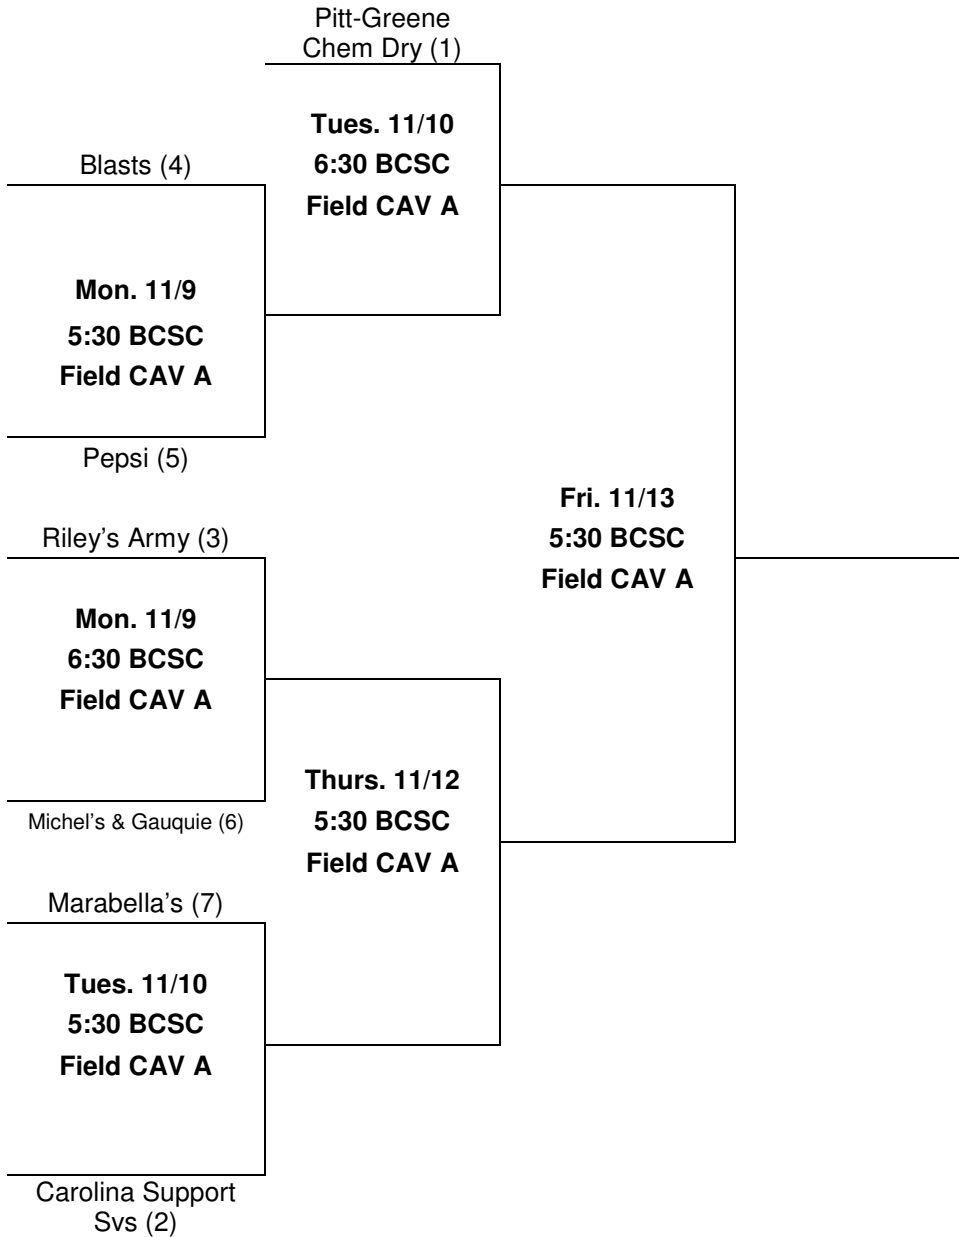 Pitt-Greene
Chem Dry (1)
Tues. 11/10
6:30 BCSC
Field CAV A
Blasts (4)
Mon. 11/9
5:30 BCSC
Field CAV A
Pepsi (5)
Fri. 11/13
5:30 BCSC
Field CAV A
Riley's Army (3)
Mon. 11/9
6:30 BCSC
Field CAV A
Michel's & Gauquie (6)
Thurs. 11/12
5:30 BCSC
Field CAV A
Marabella's (7)
Tues. 11/10
5:30 BCSC
Field CAV A
Carolina Support
Svs (2)